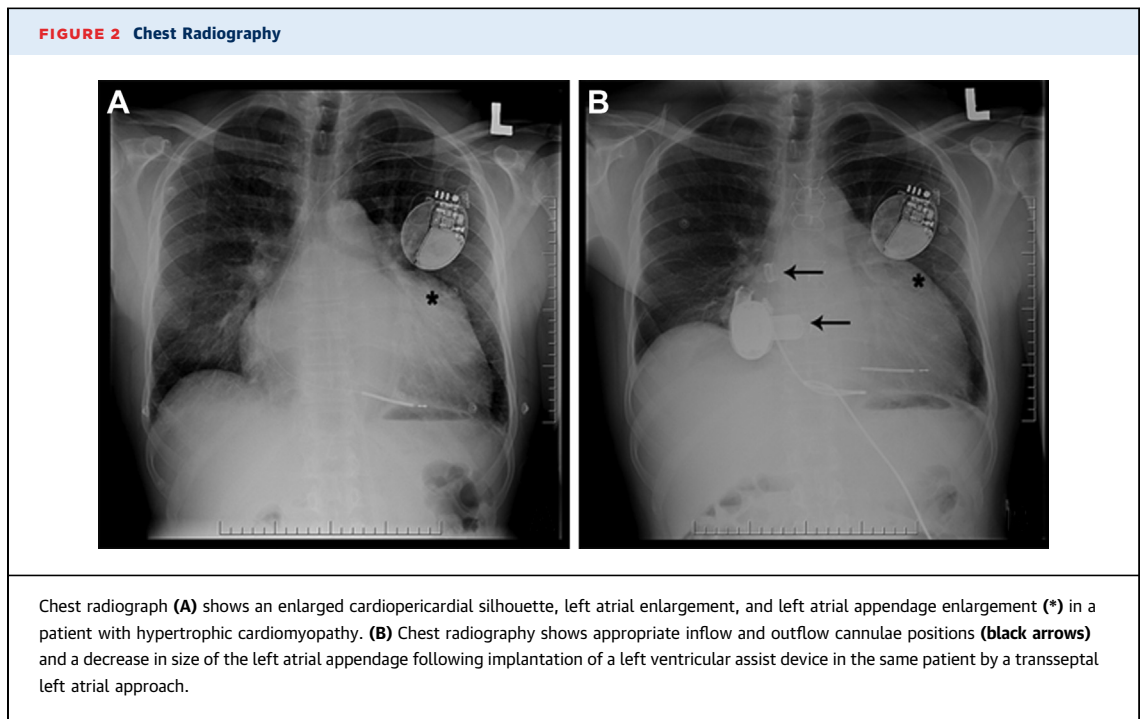 FIGURE 2 Chest Radiography
A
L
B
L
*
*
Chest radiograph (A) shows an enlarged cardiopericardial silhouette, left atrial enlargement, and left atrial appendage enlargement (*) in a
patient with hypertrophic cardiomyopathy. (B) Chest radiography shows appropriate inflow and outflow cannulae positions (black arrows)
and a decrease in size of the left atrial appendage following implantation of a left ventricular assist device in the same patient by a transseptal
left atrial approach.